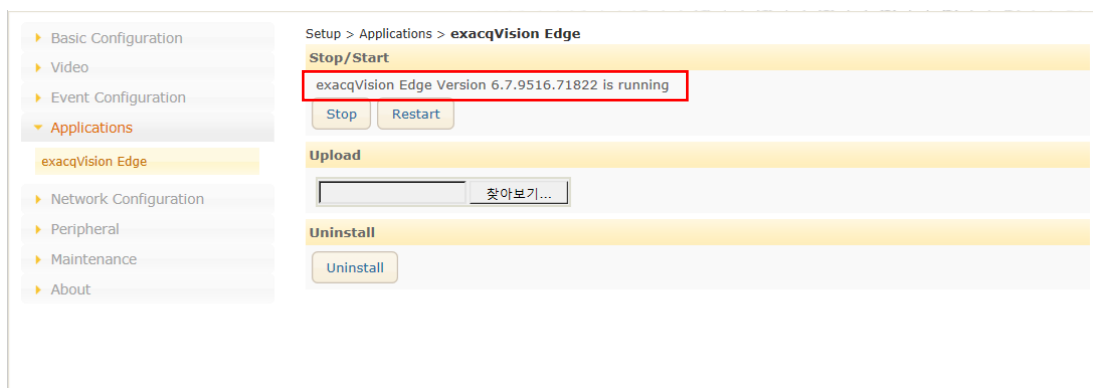 Basic Configuration
Video
Event Configuration
Applications
exacqVision Edge
Network Configuration
Peripheral
Maintenance
About
Setup > Applications > exacqVision Edge
Stop/Start
exacqVision Edge Version 6.7.9516.71822 is running
Stop Restart
Upload
찾아보기...
Uninstall
Uninstall